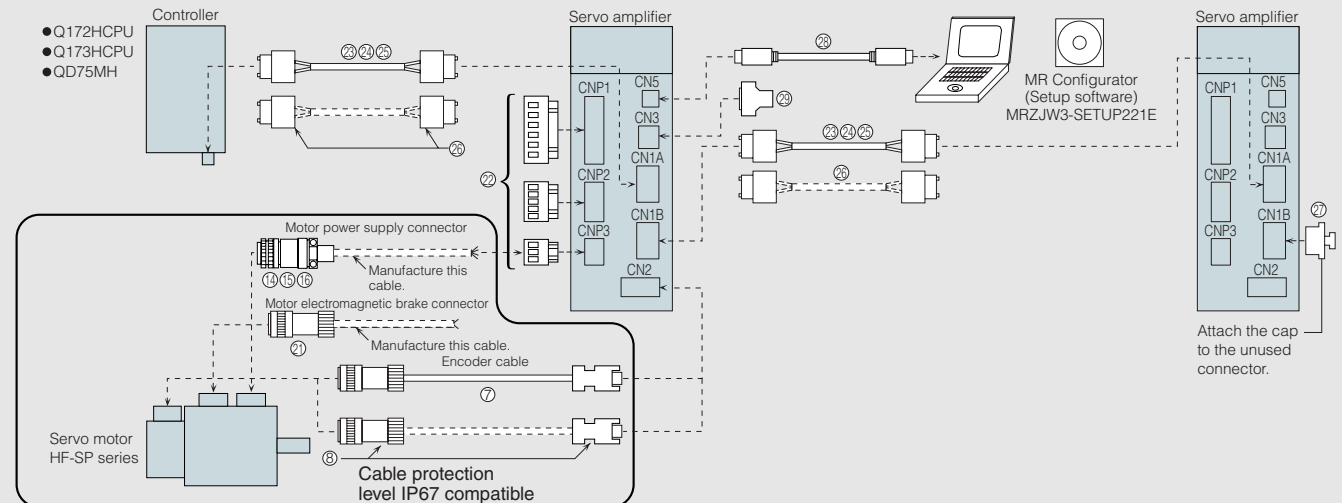 Controller
●Q172HCPU
●Q173HCPU
●QD75MH
㉓㉔㉕
㉖
Servo amplifier
CNP1
CNP2
CNP3
CN5
CN3
CN1A
CN1B
CN2
㉒
㉘
㉙
MR Configurator
(Setup software)
MRZJW3-SETUP221E
㉓㉔㉕
㉖
Servo amplifier
CNP1
CNP2
CNP3
CN5
CN3
CN1A
CN1B
CN2
㉗
Attach the cap
to the unused
connector.
Motor power supply connector
⑭⑮⑯
Manufacture this
cable.
Motor electromagnetic brake connector
㉑
Manufacture this cable.
Encoder cable
⑦
⑧
Servo motor
HF-SP series
Cable protection
level IP67 compatible